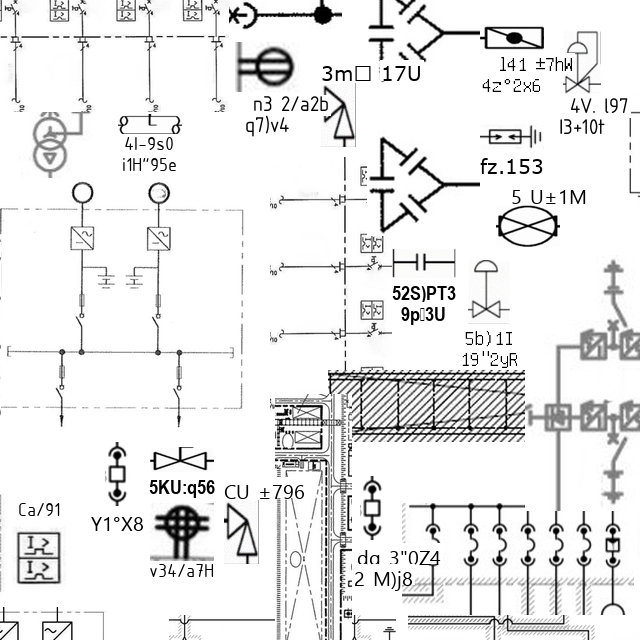 3m□ 17U
l41 ±7hW
4z°2x6
n3 2/a2b
q7)v4
4V. l97
l3+10t
4l-9s0
i1H"95e
fz.153
5 U±1M
52S)PT3
9p▯3U
5b)1I
19''2yR
5KU:q56
CU ±796
Ca/91
Y1°X8
v34/a7H
dq 3"0Z4
2 M)j8